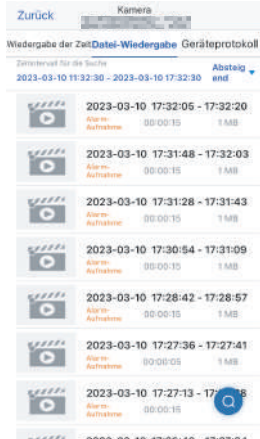 Zurück
Kamera
Wiedergabe der Zeit Datei-Wiedergabe Geräteprotokoll
Zeitintervall für die Suche
2023-03-10 11:32:30 - 2023-03-10 17:32:30
Absteig
end
2023-03-10 17:32:05 - 17:32:20
Alarm-
Aufnahme
00:00:15
1 MB
2023-03-10 17:31:48 - 17:32:03
Alarm-
Aufnahme
00:00:15
1 MB
2023-03-10 17:31:28 - 17:31:43
Alarm-
Aufnahme
00:00:15
1 MB
2023-03-10 17:30:54 - 17:31:09
Alarm-
Aufnahme
00:00:15
1 MB
2023-03-10 17:28:42 - 17:28:57
Alarm-
Aufnahme
00:00:15
1 MB
2023-03-10 17:27:36 - 17:27:41
Alarm-
Aufnahme
00:00:05
1 MB
2023-03-10 17:27:13 -
Alarm-
Aufnahme
00:00:15